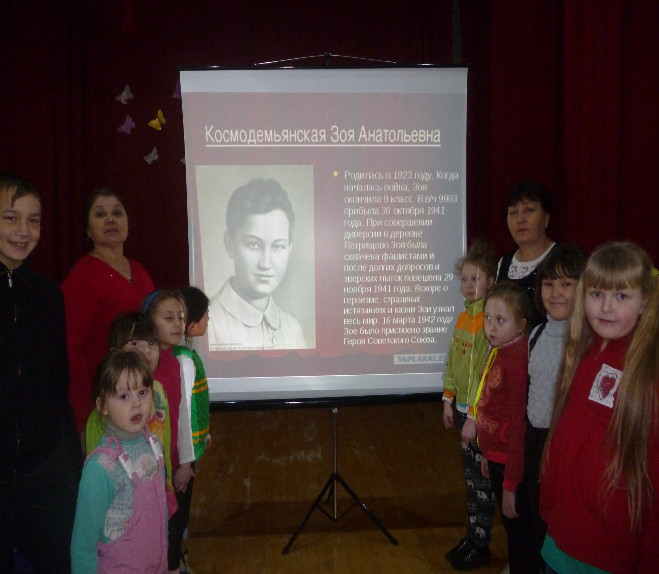 Космодемьянская Зоя Анатольевна
Родилась в 1923 году. Когда
началась война, Зоя
окончила 9 класс. В в/ч 9903
прибыла 30 октября 1941
года. При совершении
диверсии в деревне
Петрищево Зоя была
схвачена фашистами и
после долгих допросов и
зверских пыток повешена 29
ноября 1941 года. Вскоре о
героизме, страшных
истязаниях и казни Зои узнал
весь мир. 16 марта 1942 года
Зое было присвоено звание
Героя Советского Союза.